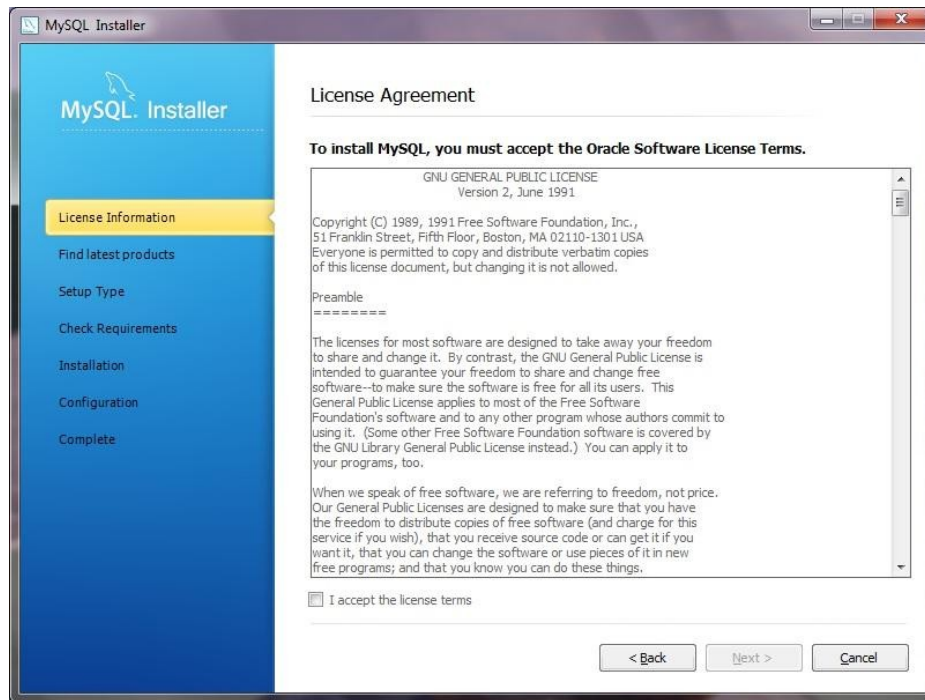 MySQL Installer
MySQL. Installer
License Information
Find latest products
Setup Type
Check Requirements
Installation
Configuration
Complete
License Agreement
To install MySQL, you must accept the Oracle Software License Terms.
GNU GENERAL PUBLIC LICENSE
Version 2, June 1991
Copyright (C) 1989, 1991 Free Software Foundation, Inc.,
51 Franklin Street, Fifth Floor, Boston, MA 02110-1301 USA
Everyone is permitted to copy and distribute verbatim copies
of this license document, but changing it is not allowed.
Preamble
========
The licenses for most software are designed to take away your freedom
to share and change it. By contrast, the GNU General Public License is
intended to guarantee your freedom to share and change free
software--to make sure the software is free for all its users. This
General Public License applies to most of the Free Software
Foundation's software and to any other program whose authors commit to
using it. (Some other Free Software Foundation software is covered by
the GNU Library General Public License instead.) You can apply it to
your programs, too.
When we speak of free software, we are referring to freedom, not price.
Our General Public Licenses are designed to make sure that you have
the freedom to distribute copies of free software (and charge for this
service if you wish), that you receive source code or can get it if you
want it, that you can change the software or use pieces of it in new
free programs; and that you know you can do these things.
I accept the license terms
< Back
Next >
Cancel